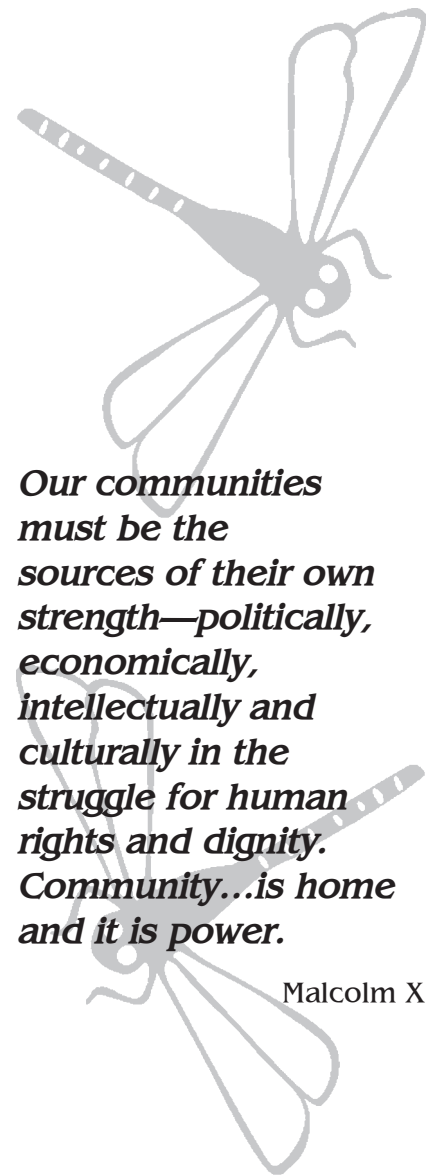 Our communities
must be the
sources of their own
strength—politically,
economically,
intellectually and
culturally in the
struggle for human
rights and dignity.
Community…is home
and it is power.
Malcolm X